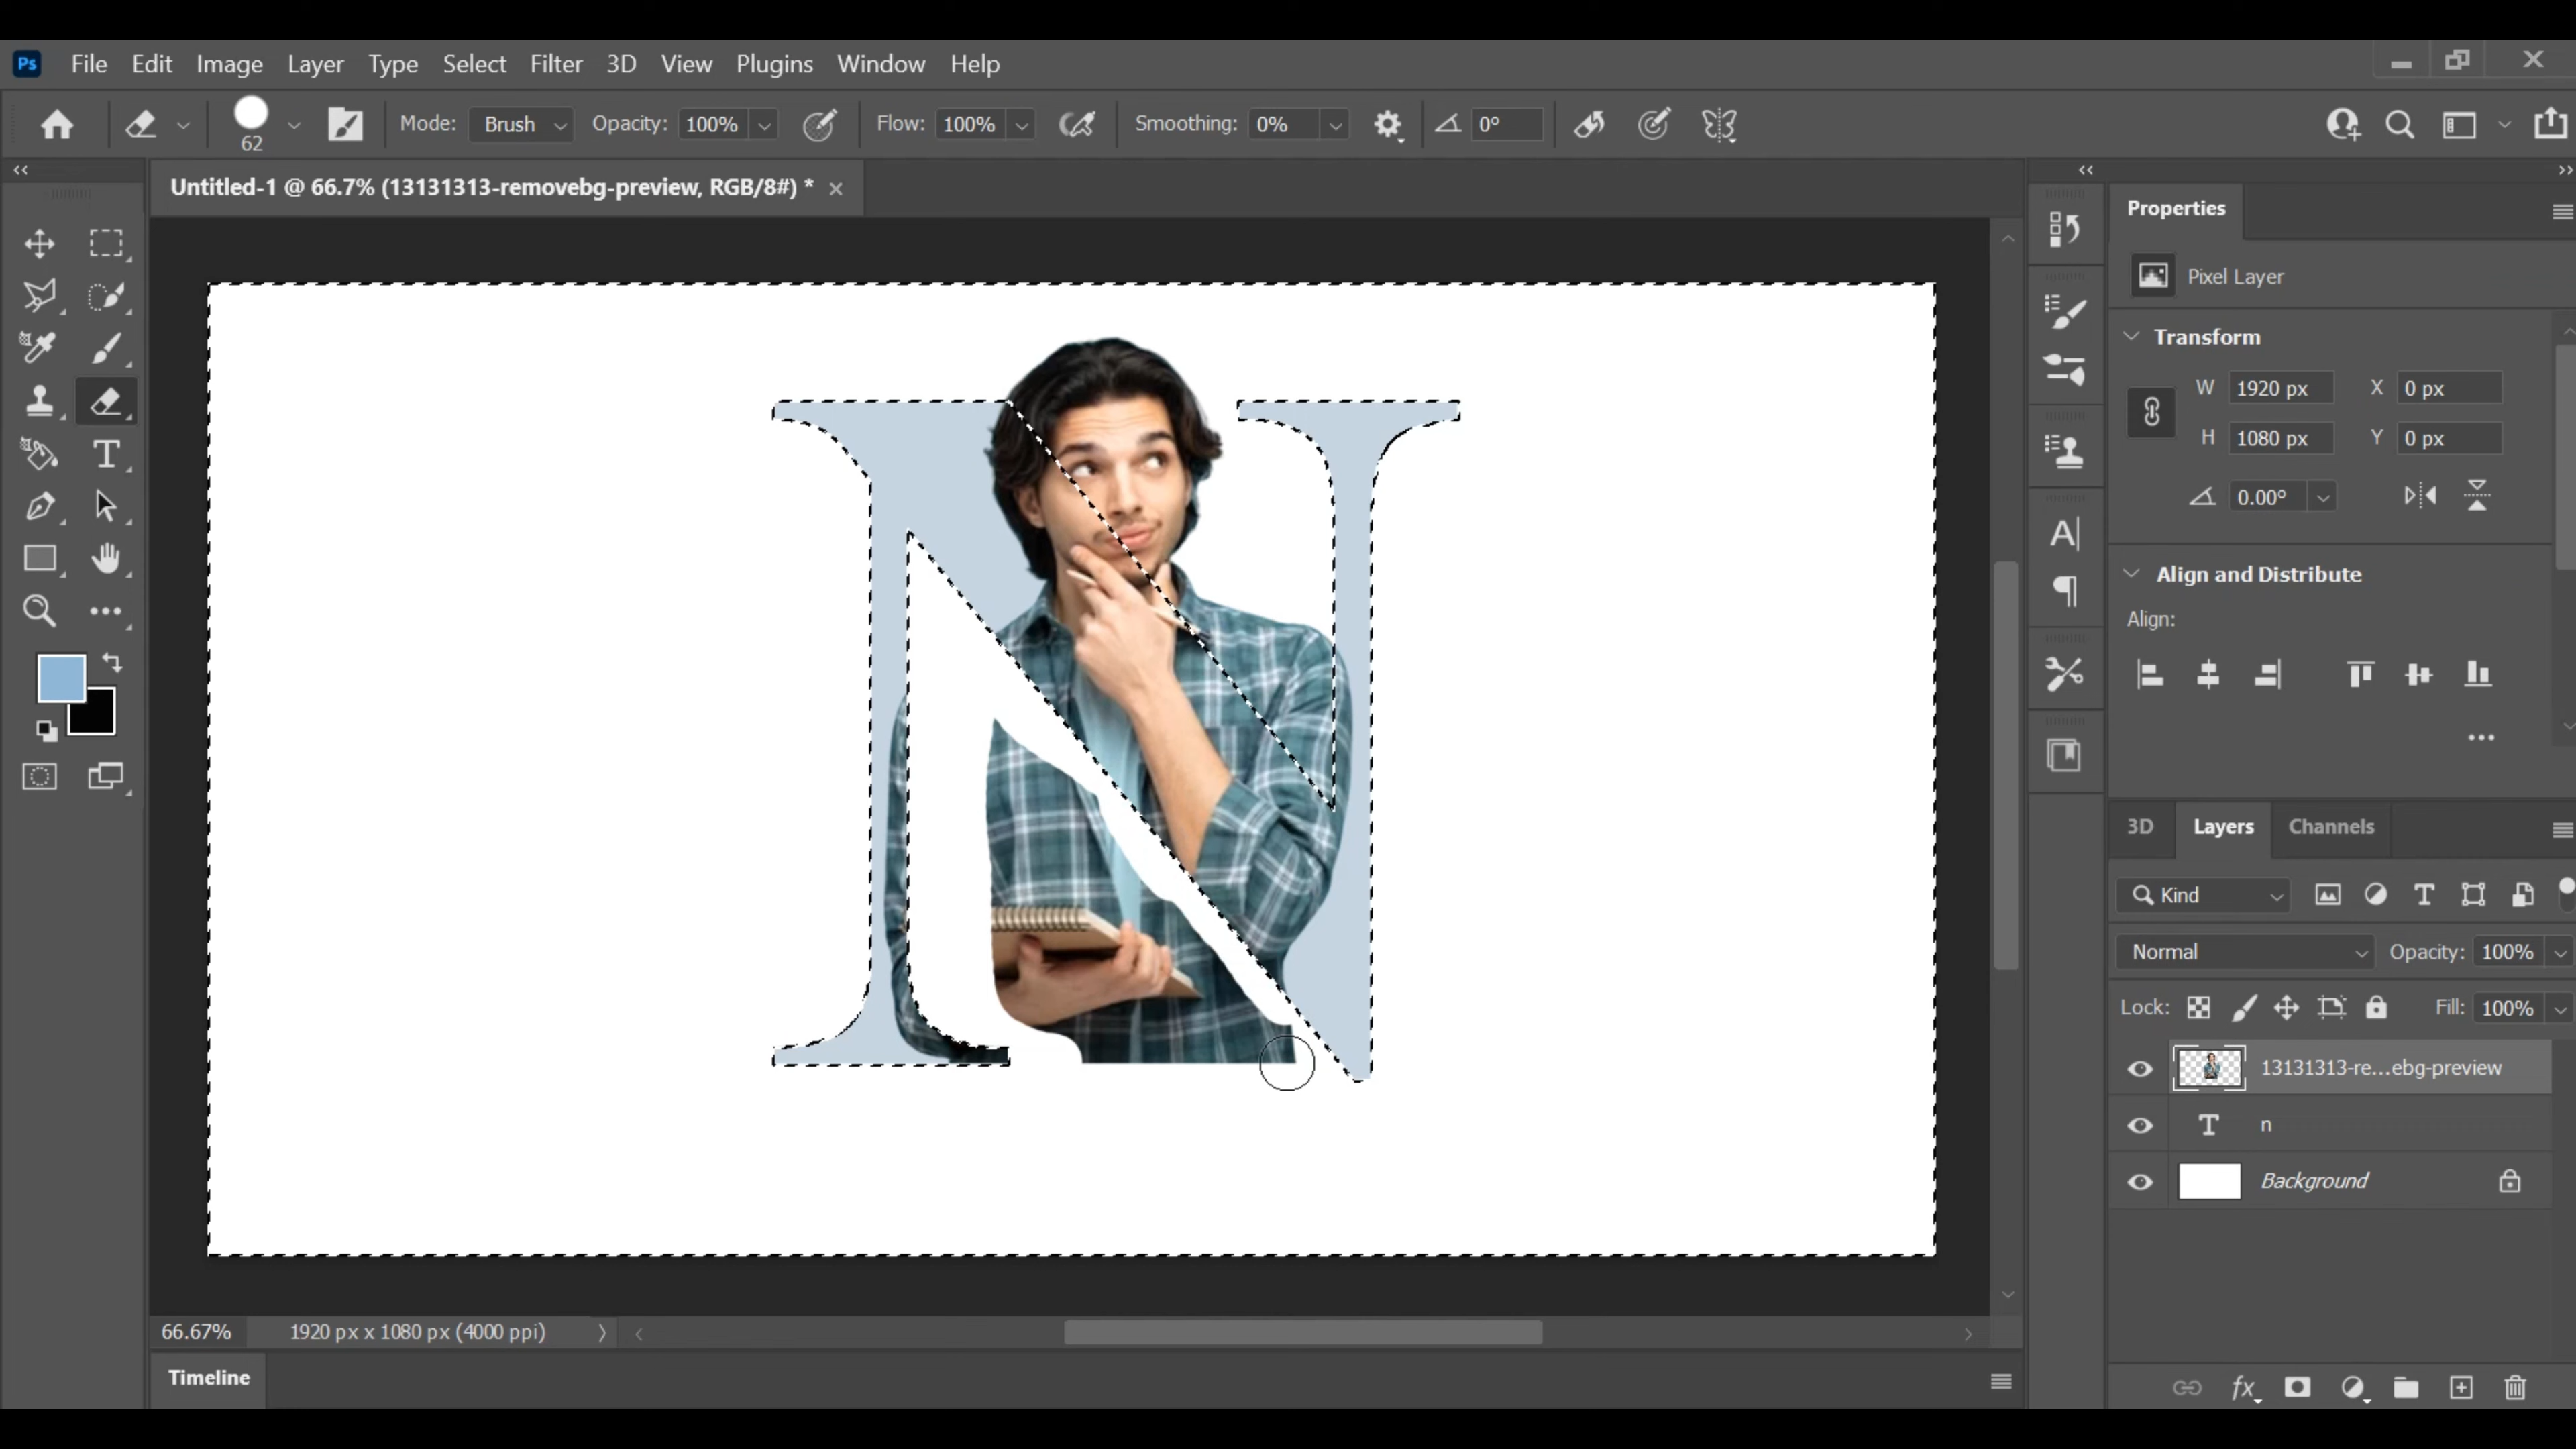 Ps File Edit Image Layer Type Select Filter 3D View Plugins Window Help
62 Mode: Brush Opacity: 100% Flow: 100% Smoothing: 0% 0°
Untitled-1 @ 66.7% (13131313-removebg-preview, RGB/8#) *
Properties
Pixel Layer
Transform
W 1920 px X 0 px
H 1080 px Y 0 px
0.00°
Align and Distribute
Align:
N
3D Layers Channels
Kind
Normal Opacity: 100%
Lock: Fill: 100%
13131313-re...ebg-preview
n
Background
66.67% 1920 px x 1080 px (4000 ppi)
Timeline
fx